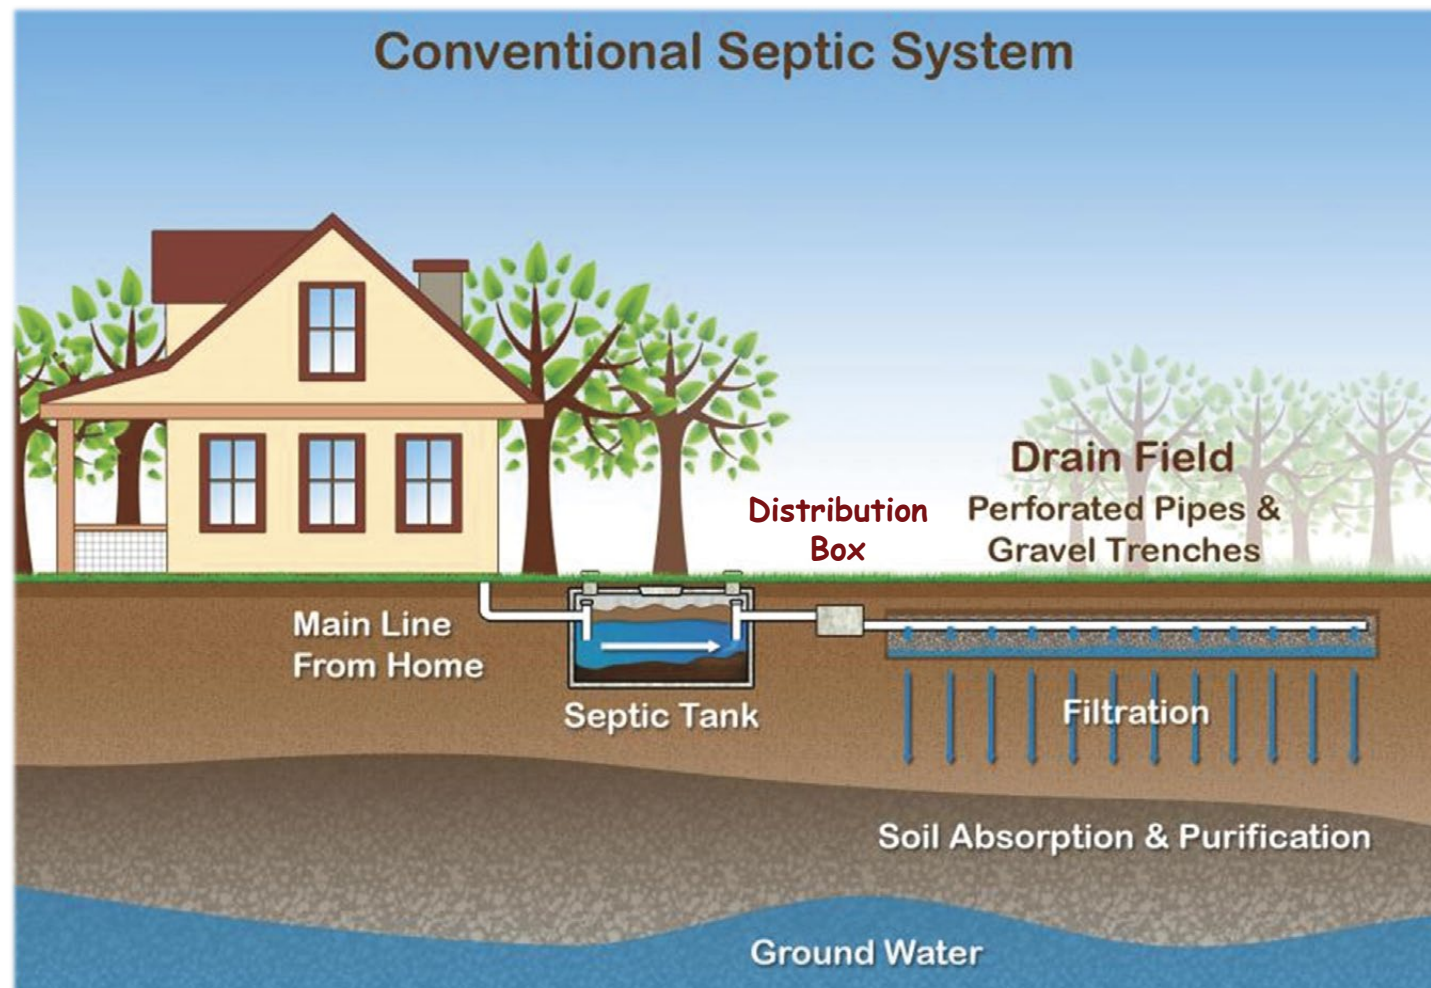 Conventional Septic System
Distribution
Box
Drain Field
Perforated Pipes &
Gravel Trenches
Main Line
From Home
Septic Tank
Filtration
Soil Absorption & Purification
Ground Water